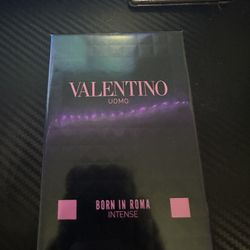 VALENTINO
UOMO
BORN IN ROMA
INTENSE